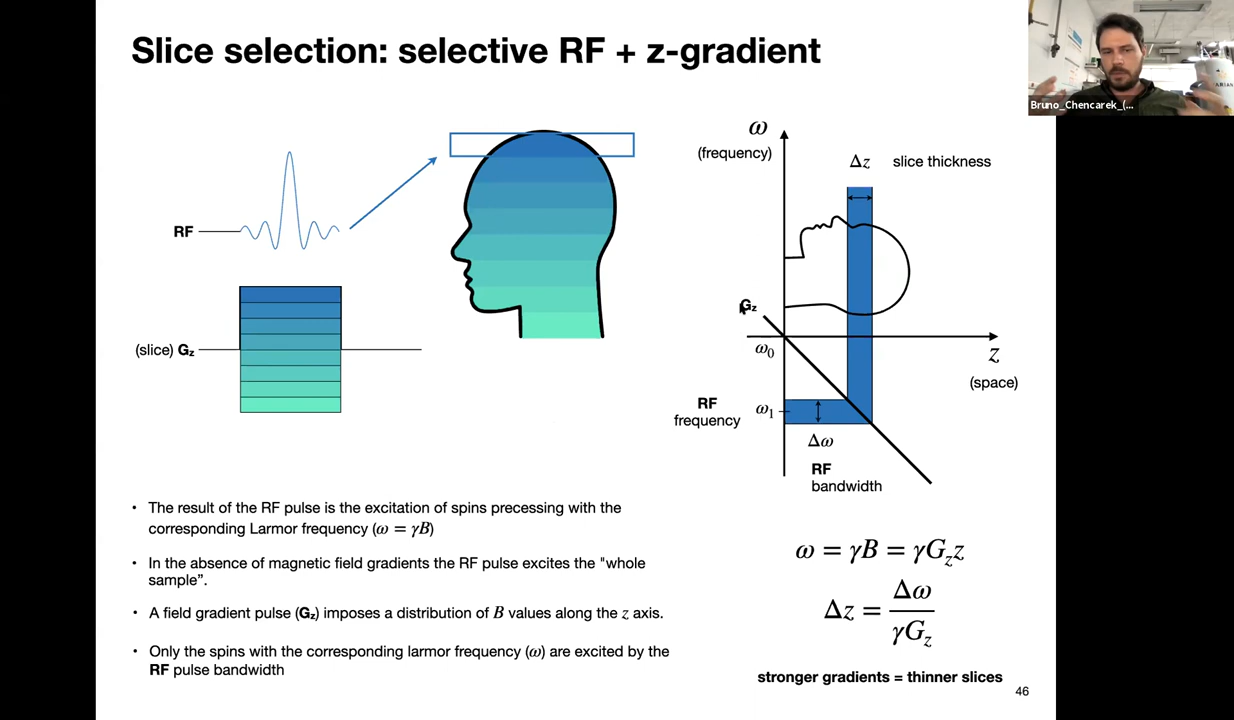 Slice selection: selective RF + z-gradient
Bruno_Chencarek_(...
RF
(slice) Gz
ω
(frequency)
Δz slice thickness
Gz
ω0
z
(space)
RF
frequency
ω1
Δω
RF
bandwidth
• The result of the RF pulse is the excitation of spins precessing with the
corresponding Larmor frequency (ω = γB)
• In the absence of magnetic field gradients the RF pulse excites the "whole
sample”.
• A field gradient pulse (Gz) imposes a distribution of B values along the z axis.
• Only the spins with the corresponding larmor frequency (ω) are excited by the
RF pulse bandwidth
ω = γB = γGzz
Δz = Δω / γGz
stronger gradients = thinner slices
46